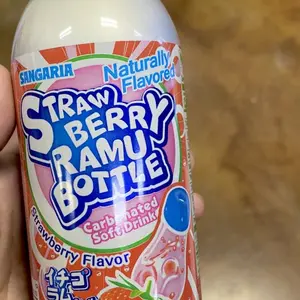 SANGARIA
Naturally
Flavored
STRAW
BERRY
RAMU
BOTTLE
Carbonated
Soft Drink
Strawberry Flavor
イチゴ